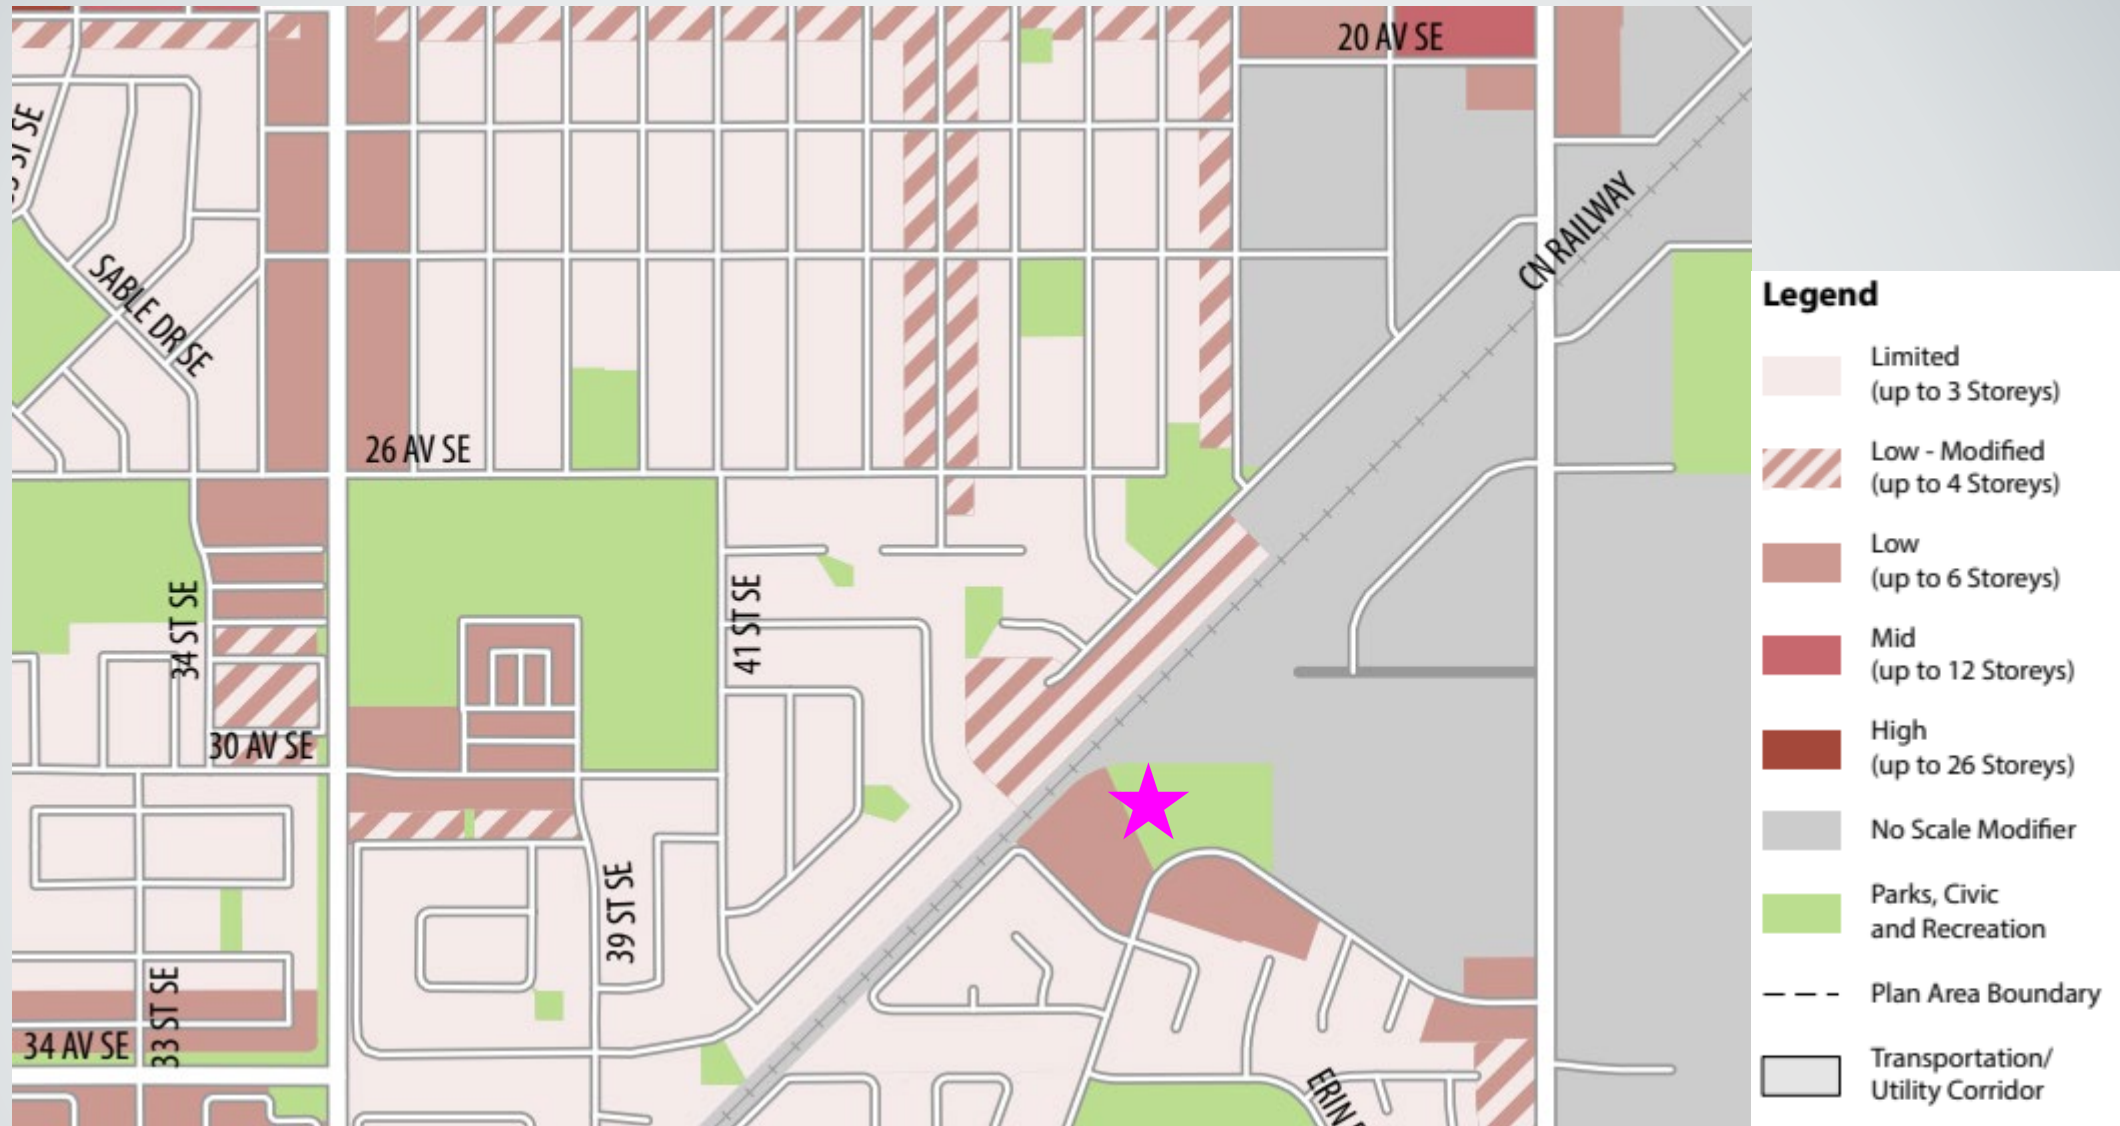 20 AV SE
ST SE
CN RAILWAY
SABLE DR SE
26 AV SE
34 ST SE
41 ST SE
30 AV SE
39 ST SE
33 ST SE
34 AV SE
Legend
Limited
(up to 3 Storeys)
Low - Modified
(up to 4 Storeys)
Low
(up to 6 Storeys)
Mid
(up to 12 Storeys)
High
(up to 26 Storeys)
No Scale Modifier
Parks, Civic
and Recreation
Plan Area Boundary
Transportation/
Utility Corridor
ERIN